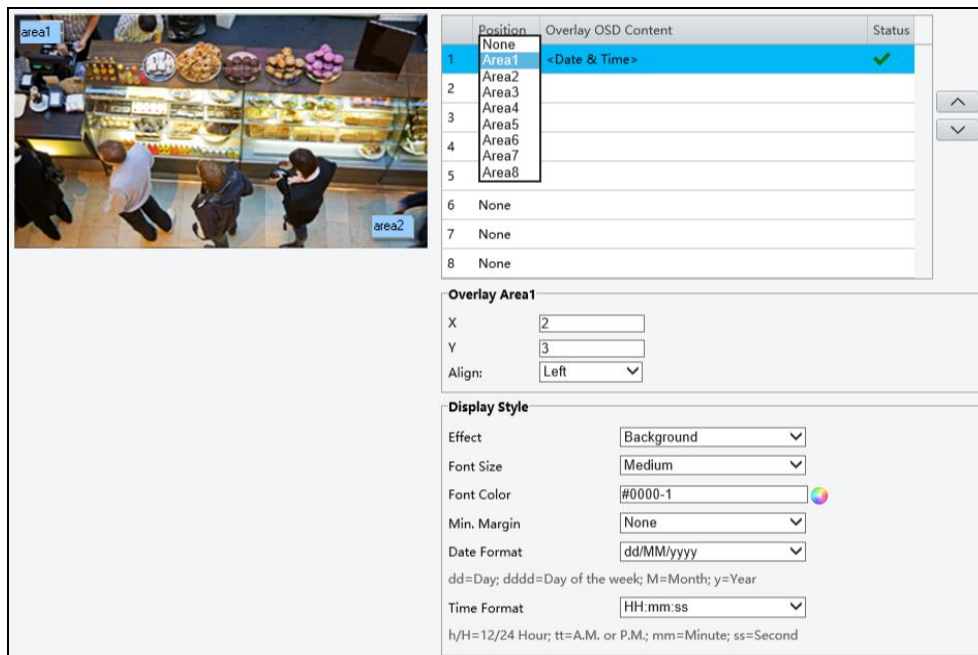 area1
area2
Position Overlay OSD Content Status
None
1 Area1 <Date & Time>
Area2
2
Area3
3 Area4
Area5
4 Area6
Area7
5 Area8
6 None
7 None
8 None
Overlay Area1
X 2
Y 3
Align: Left
Display Style
Effect Background
Font Size Medium
Font Color #0000-1
Min. Margin None
Date Format dd/MM/yyyy
dd=Day; dddd=Day of the week; M=Month; y=Year
Time Format HH:mm:ss
h/H=12/24 Hour; tt=A.M. or P.M.; mm=Minute; ss=Second